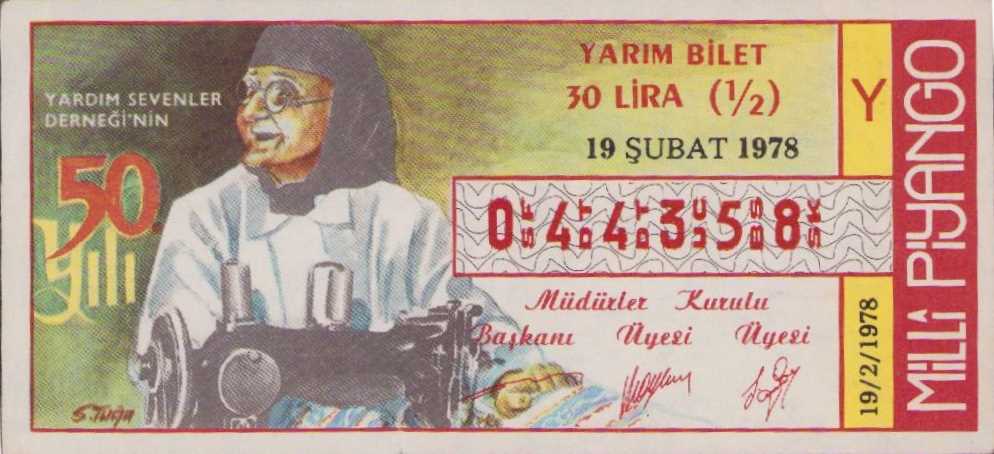 YARDIM SEVENLER
DERNEĞİ'NİN
50.
Yılı
S. Tuğa
YARIM BİLET
30 LİRA (1/2)
19 ŞUBAT 1978
0 4 4 3 5 8
Müdürler Kurulu
Başkanı Üyesi Üyesi
Y
19/2/1978
MİLLİ PİYANGO